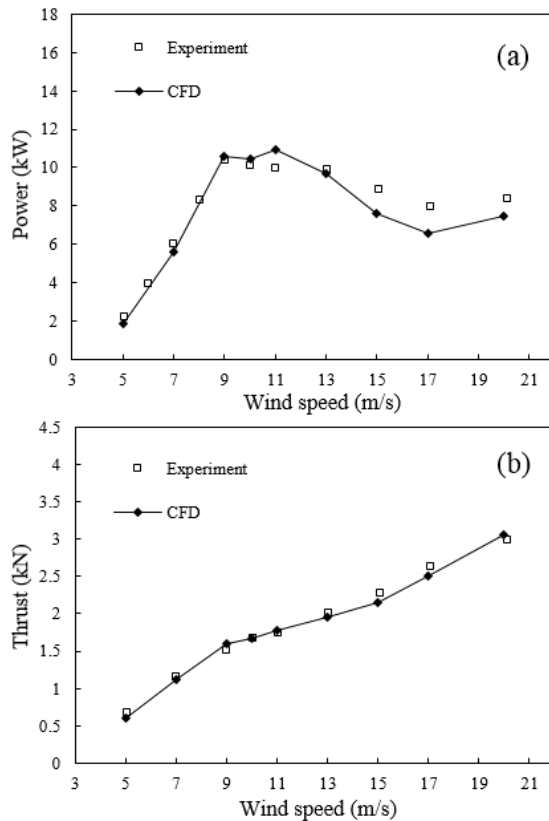 18
16
14
12
10
8
6
4
2
0
Power (kW)
Experiment
CFD
(a)
3 5 7 9 11 13 15 17 19 21
Wind speed (m/s)
4.5
4
3.5
3
2.5
2
1.5
1
0.5
0
Thrust (kN)
Experiment
CFD
(b)
3 5 7 9 11 13 15 17 19 21
Wind speed (m/s)